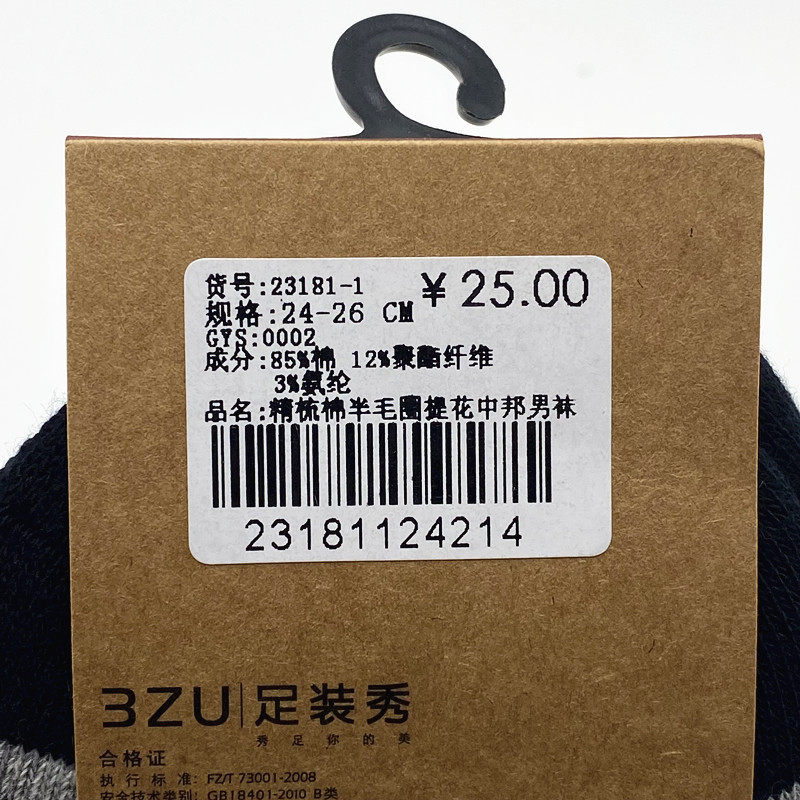 货号:23181-1 ¥ 25.00
规格:24-26 CM
GYS:0002
成分:85%棉 12%聚酯纤维
3%氨纶
品名:精梳棉半毛圈提花中邦男袜
23181124214
3ZU 足装秀
秀足你的美
合格证
执行标准: FZ/T 73001-2008
安全技术类别: GB18401-2010 B类